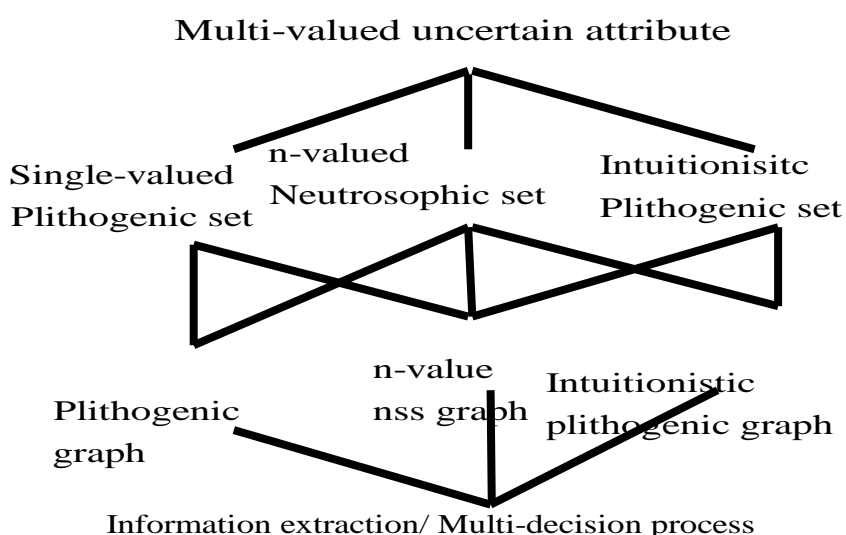 Multi-valued uncertain attribute
Single-valued
Plithogenic set
n-valued
Neutrosophic set
Intuitionisitc
Plithogenic set
Plithogenic
graph
n-value
nss graph
Intuitionistic
plithogenic graph
Information extraction/ Multi-decision process